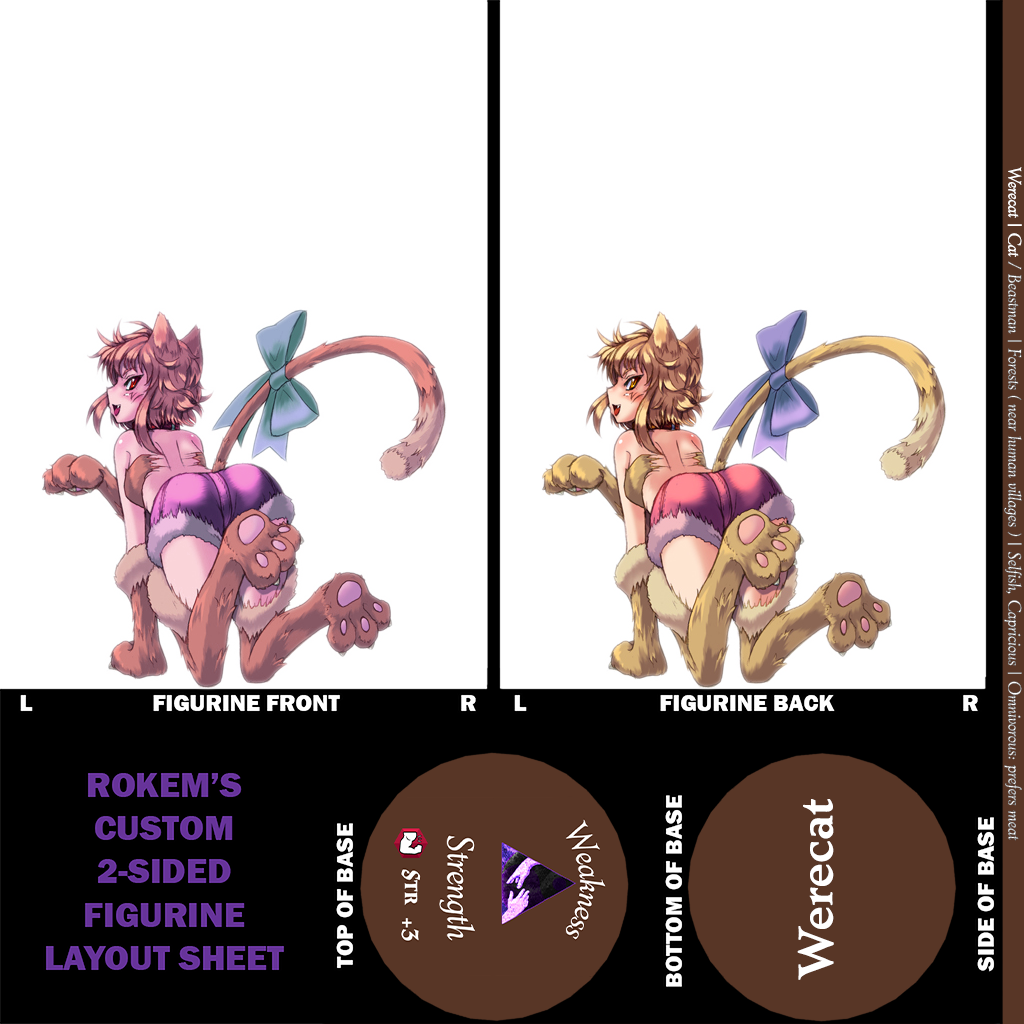 L FIGURINE FRONT R
L FIGURINE BACK R
Werecat | Cat / Beastman | Forests ( near human villages ) | Selfish, Capricious | Omnivorous: prefers meat
ROKEM'S
CUSTOM
2-SIDED
FIGURINE
LAYOUT SHEET
TOP OF BASE
Weakness
Strength
STR +3
BOTTOM OF BASE
Werecat
SIDE OF BASE